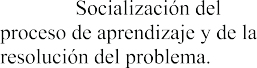 Socialización del
proceso de aprendizaje y de la
resolución del problema.